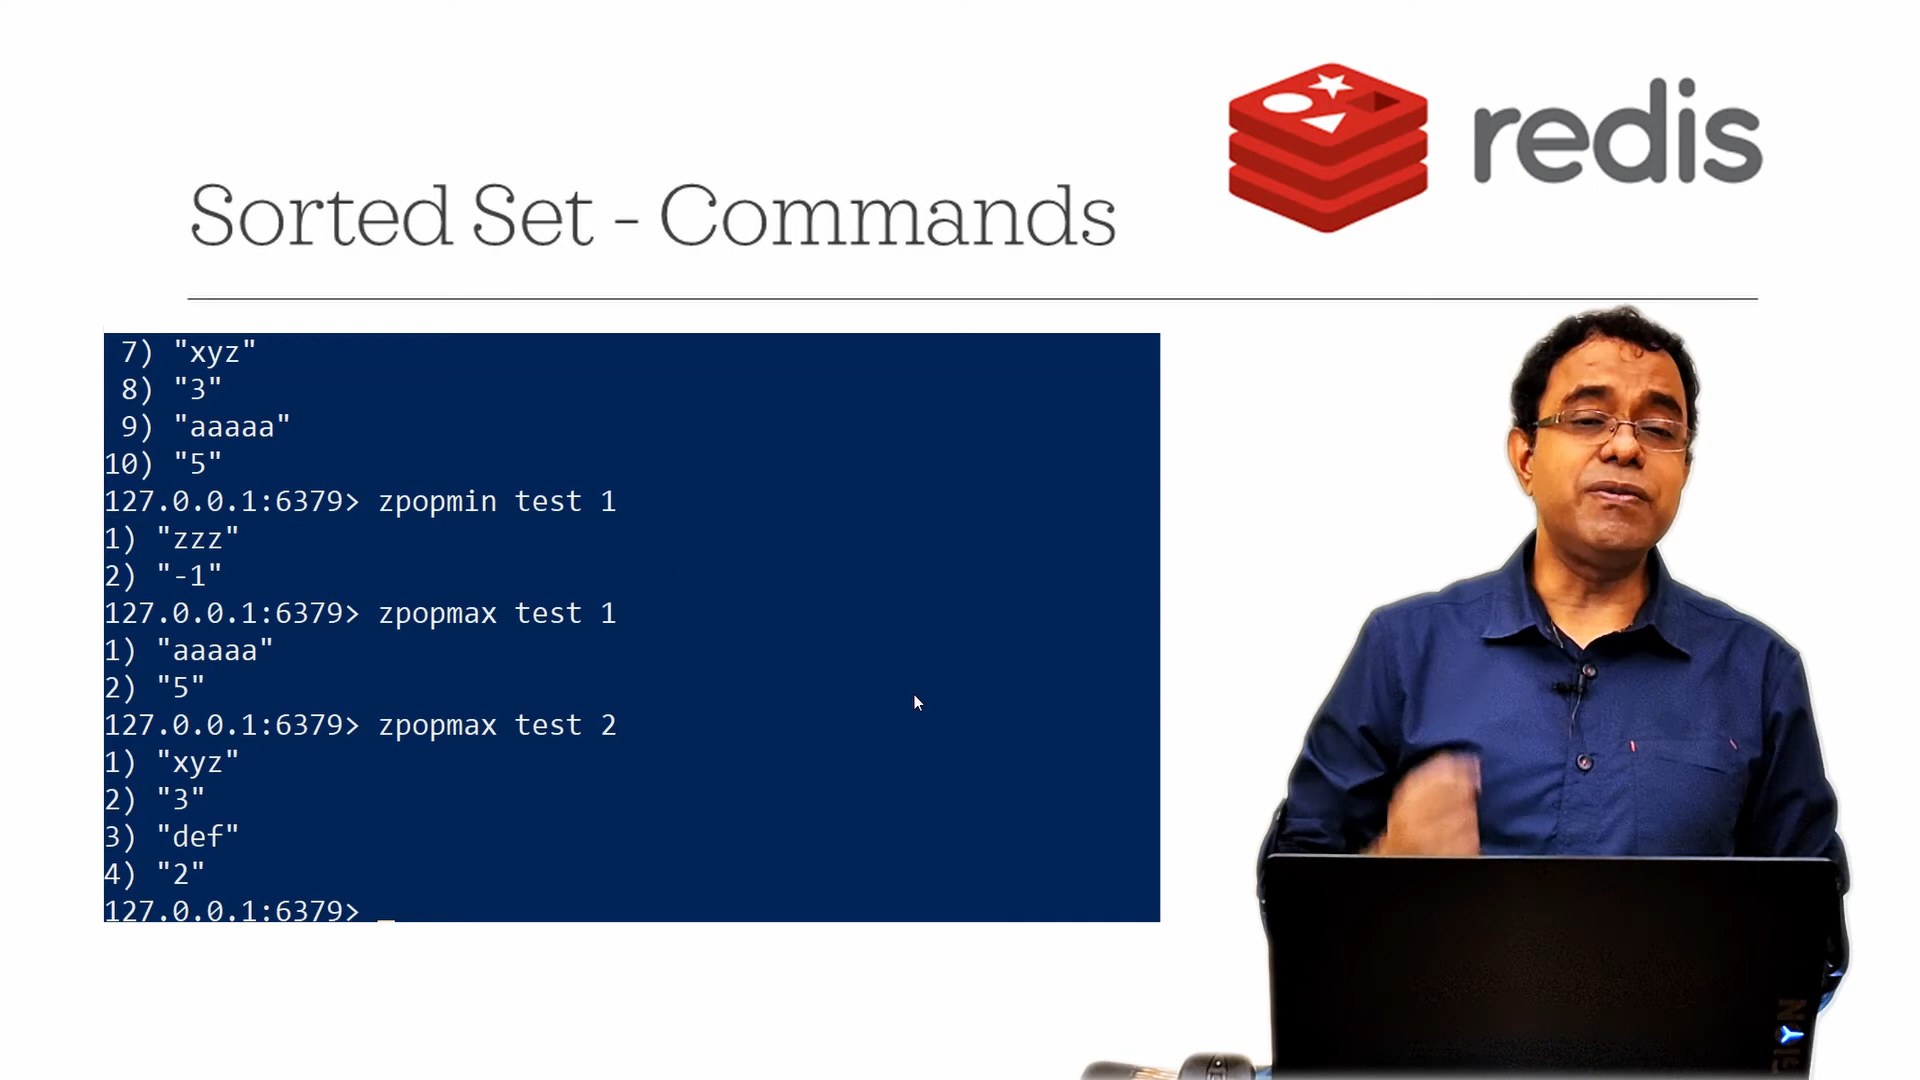 redis
Sorted Set - Commands
7) "xyz"
8) "3"
9) "aaaaa"
10) "5"
127.0.0.1:6379> zpopmin test 1
1) "zzz"
2) "-1"
127.0.0.1:6379> zpopmax test 1
1) "aaaaa"
2) "5"
127.0.0.1:6379> zpopmax test 2
1) "xyz"
2) "3"
3) "def"
4) "2"
127.0.0.1:6379> _